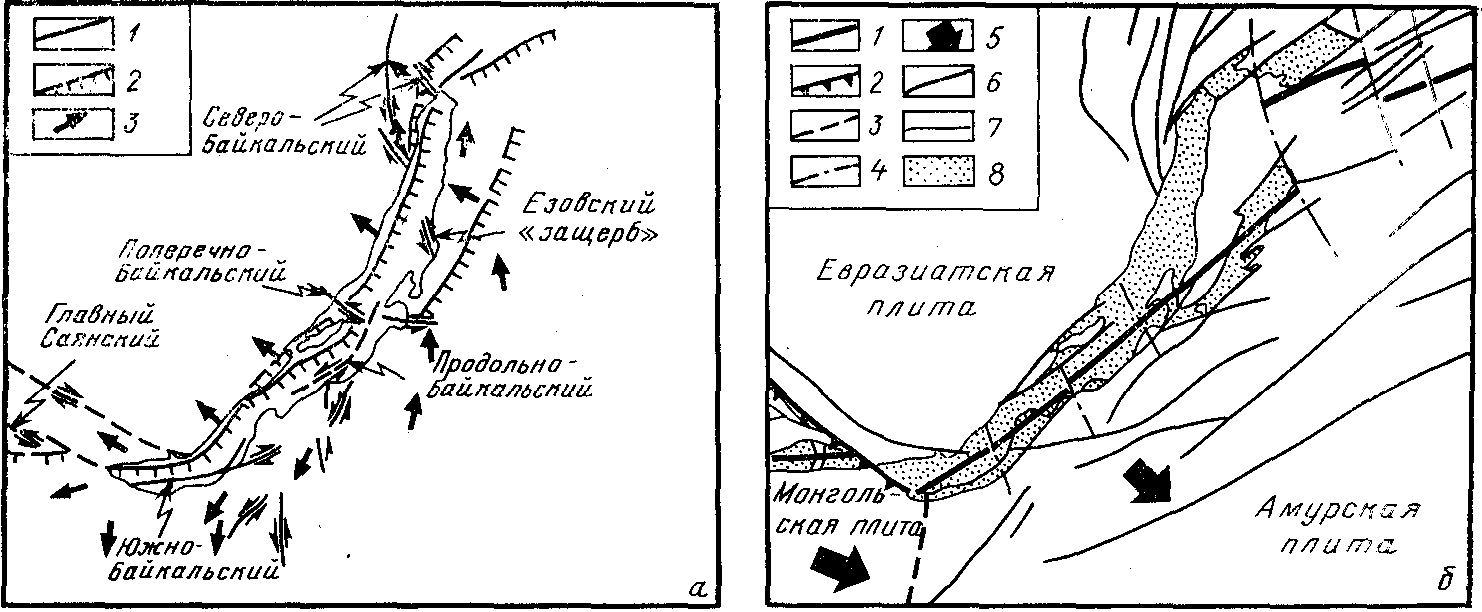 1
2
3
Северо-
Байкальский
Езовский
«защерб»
Поперечно-
Байкальский
Главный
Саянский
Продольно-
Байкальский
Южно-
Байкальский
а
1
2
3
4
5
6
7
8
Евразиатская
плита
Монголь-
ская плита
Амурская
плита
б